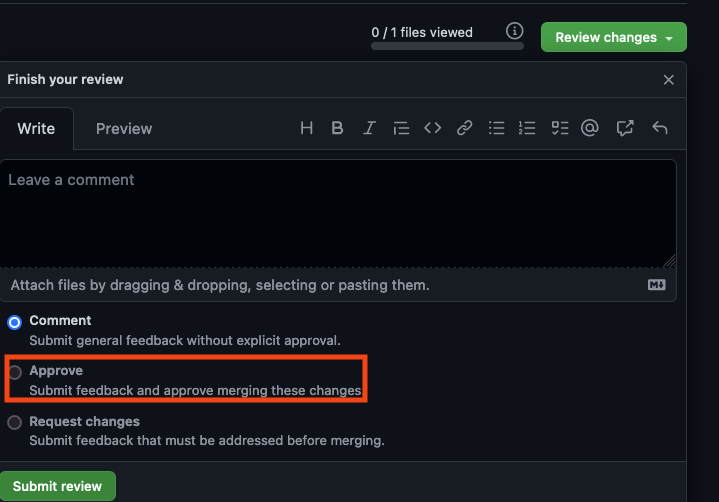 0 / 1 files viewed
Review changes
Finish your review
Write
Preview
Leave a comment
Attach files by dragging & dropping, selecting or pasting them.
Comment
Submit general feedback without explicit approval.
Approve
Submit feedback and approve merging these changes
Request changes
Submit feedback that must be addressed before merging.
Submit review